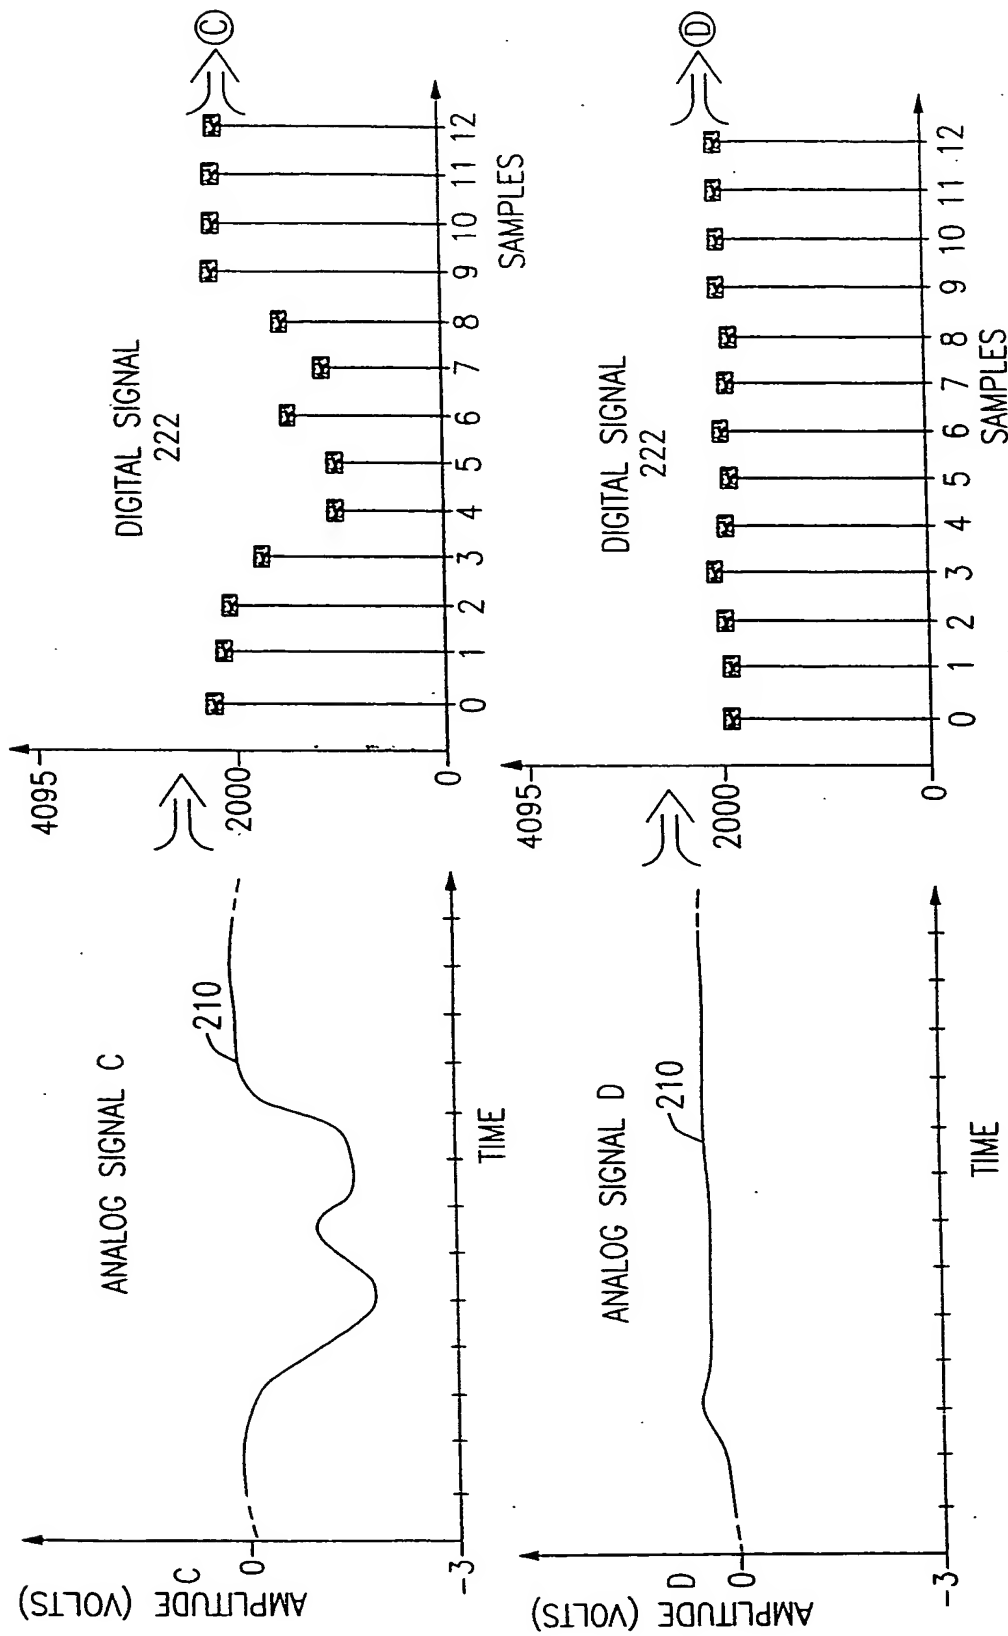 ANALOG SIGNAL C
AMPLITUDE (VOLTS)
C
0
-3
210
TIME
DIGITAL SIGNAL
222
4095
2000
0
0 1 2 3 4 5 6 7 8 9 10 11 12
SAMPLES
C
ANALOG SIGNAL D
AMPLITUDE (VOLTS)
D
0
-3
210
TIME
DIGITAL SIGNAL
222
4095
2000
0
0 1 2 3 4 5 6 7 8 9 10 11 12
SAMPLES
D